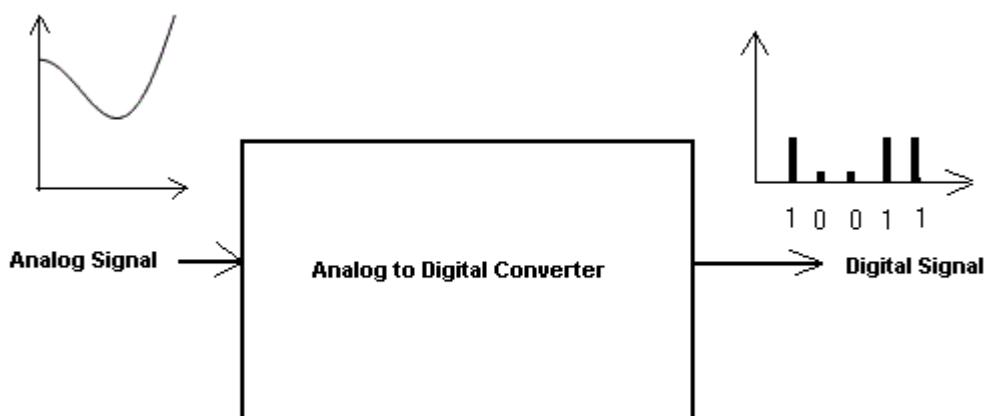 1 0 0 1 1
Analog Signal
Analog to Digital Converter
Digital Signal